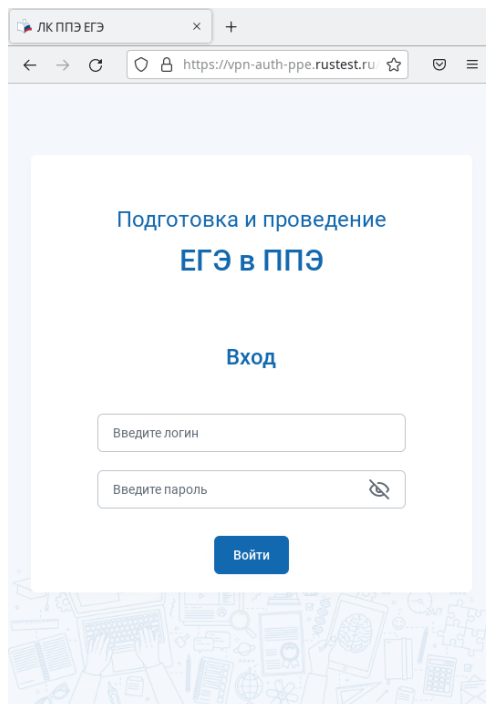 ЛК ППЭ ЕГЭ
https://vpn-auth-ppe.rustest.ru/
Подготовка и проведение
ЕГЭ в ППЭ
Вход
Введите логин
Введите пароль
Войти